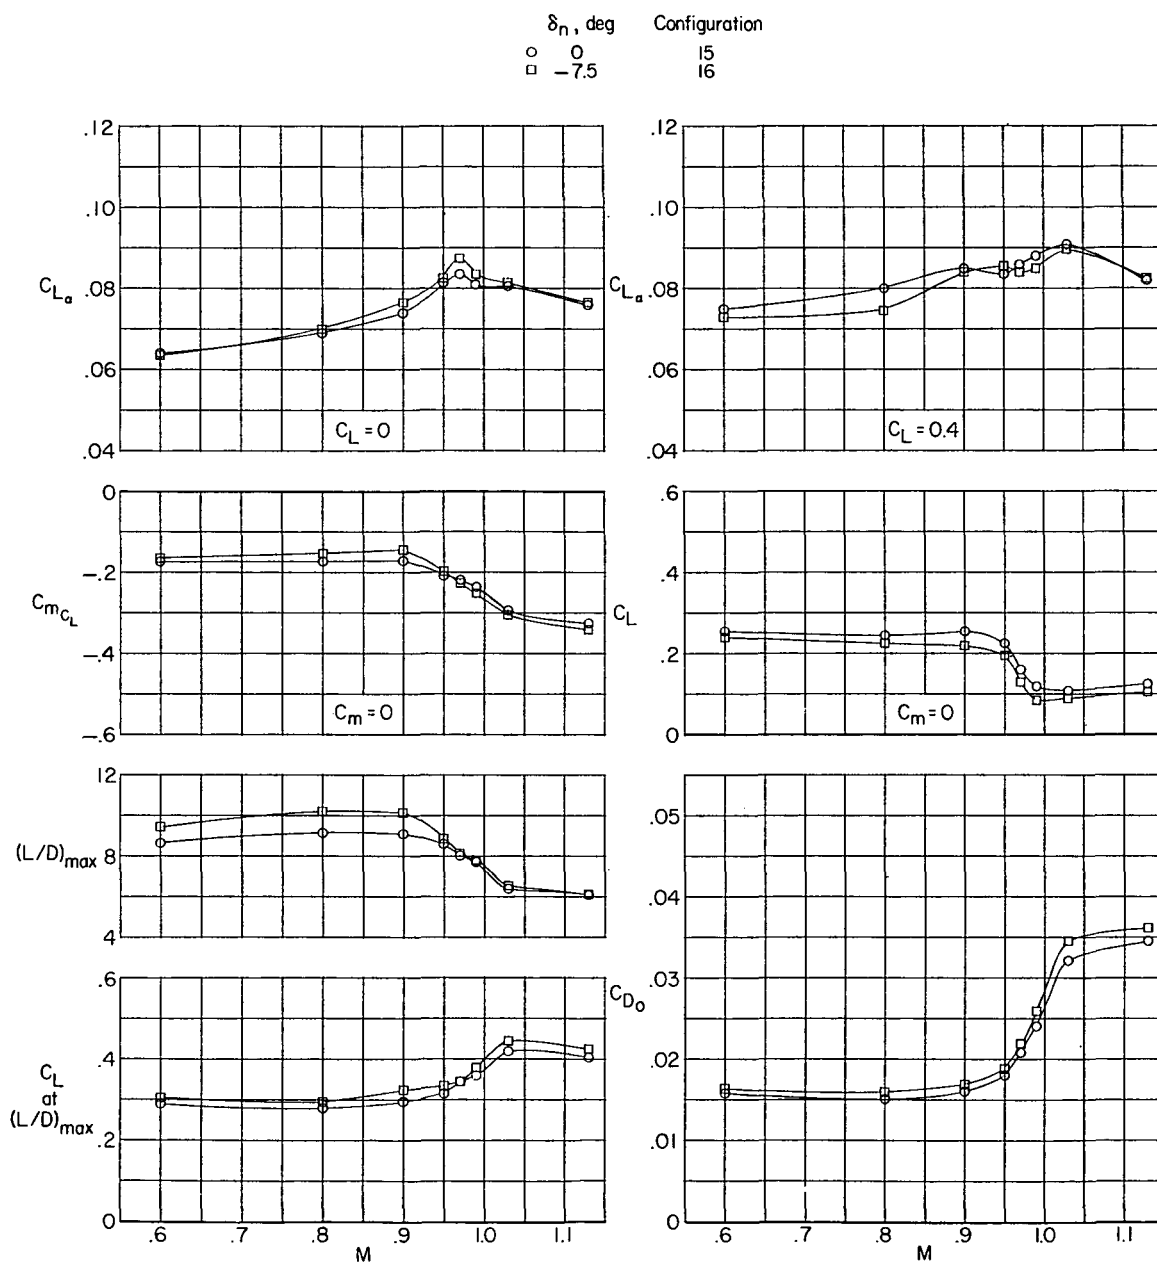 δn, deg Configuration
0 15
-7.5 16
.12
.10
CLα .08
.06
.04
CL = 0
.12
.10
CLα .08
.06
.04
CL = 0.4
0
-.2
CmCL
-.4
-.6
Cm = 0
.6
.4
CL
.2
0
Cm = 0
12
8
(L/D)max
4
.6
.4
CL
at
(L/D)max
.2
0
.6 .7 .8 .9 1.0 1.1
M
.05
.04
.03
CDo
.02
.01
0
.6 .7 .8 .9 1.0 1.1
M